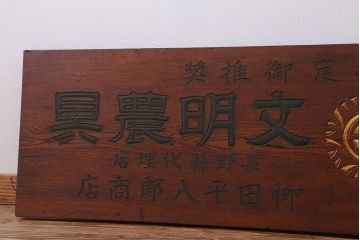 定御推奬
文明農具
長野縣代理店
柳田平八郎商店